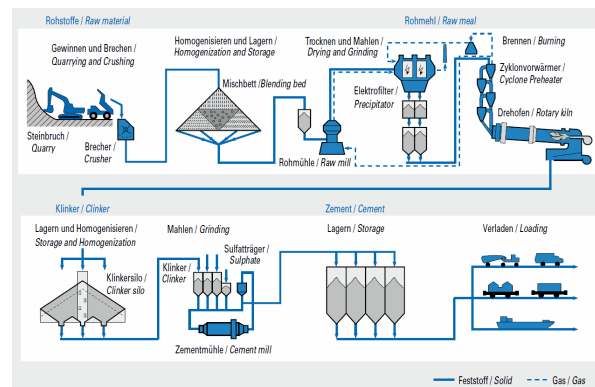 Rohstoffe / Raw material
Rohmehl / Raw meal
Gewinnen und Brechen /
Quarrying and Crushing
Homogenisieren und Lagern /
Homogenization and Storage
Trocknen und Mahlen /
Drying and Grinding
Brennen / Burning
Mischbett / Blending bed
Zyklonvorwärmer /
Cyclone Preheater
Elektrofilter /
Precipitator
Drehofen / Rotary kiln
Steinbruch /
Quarry
Brecher /
Crusher
Rohmühle / Raw mill
Klinker / Clinker
Zement / Cement
Lagern und Homogenisieren /
Storage and Homogenization
Mahlen / Grinding
Lagern / Storage
Verladen / Loading
Sulfatträger /
Sulphate
Klinker /
Clinker
Klinkersilo /
Clinker silo
Zementmühle / Cement mill
Feststoff / Solid
Gas / Gas